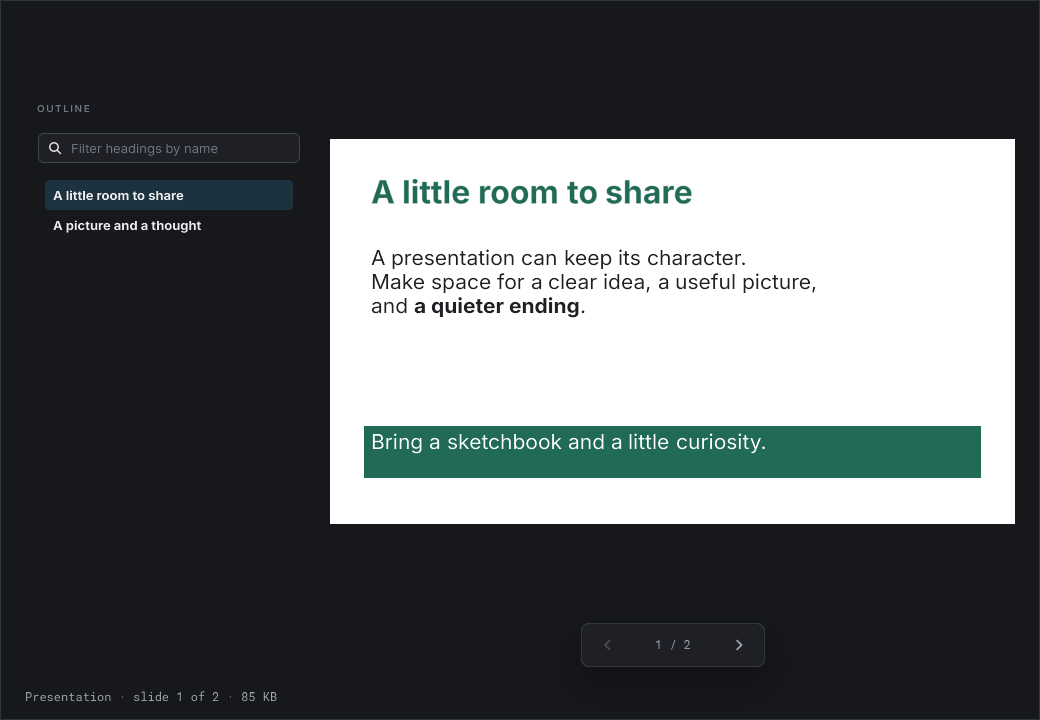 OUTLINE
Filter headings by name
A little room to share
A picture and a thought
A little room to share
A presentation can keep its character.
Make space for a clear idea, a useful picture,
and a quieter ending.
Bring a sketchbook and a little curiosity.
1 / 2
Presentation · slide 1 of 2 · 85 KB